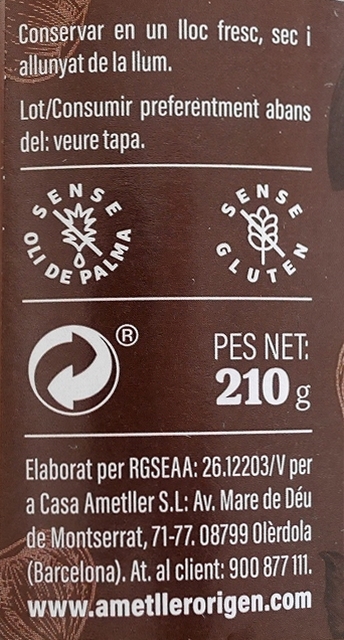 Conservar en un lloc fresc, sec i
allunyat de la llum.
Lot/Consumir preferèntment abans
del: veure tapa.
SENSE
OLI DE PALMA
SENSE
GLUTEN
®
PES NET:
210 g
Elaborat per RGSEAA: 26.12203/V per
a Casa Ametller S.L: Av. Mare de Déu
de Montserrat, 71-77. 08799 Olèrdola
(Barcelona). At. al client: 900 877 111.
www.ametllerorigen.com